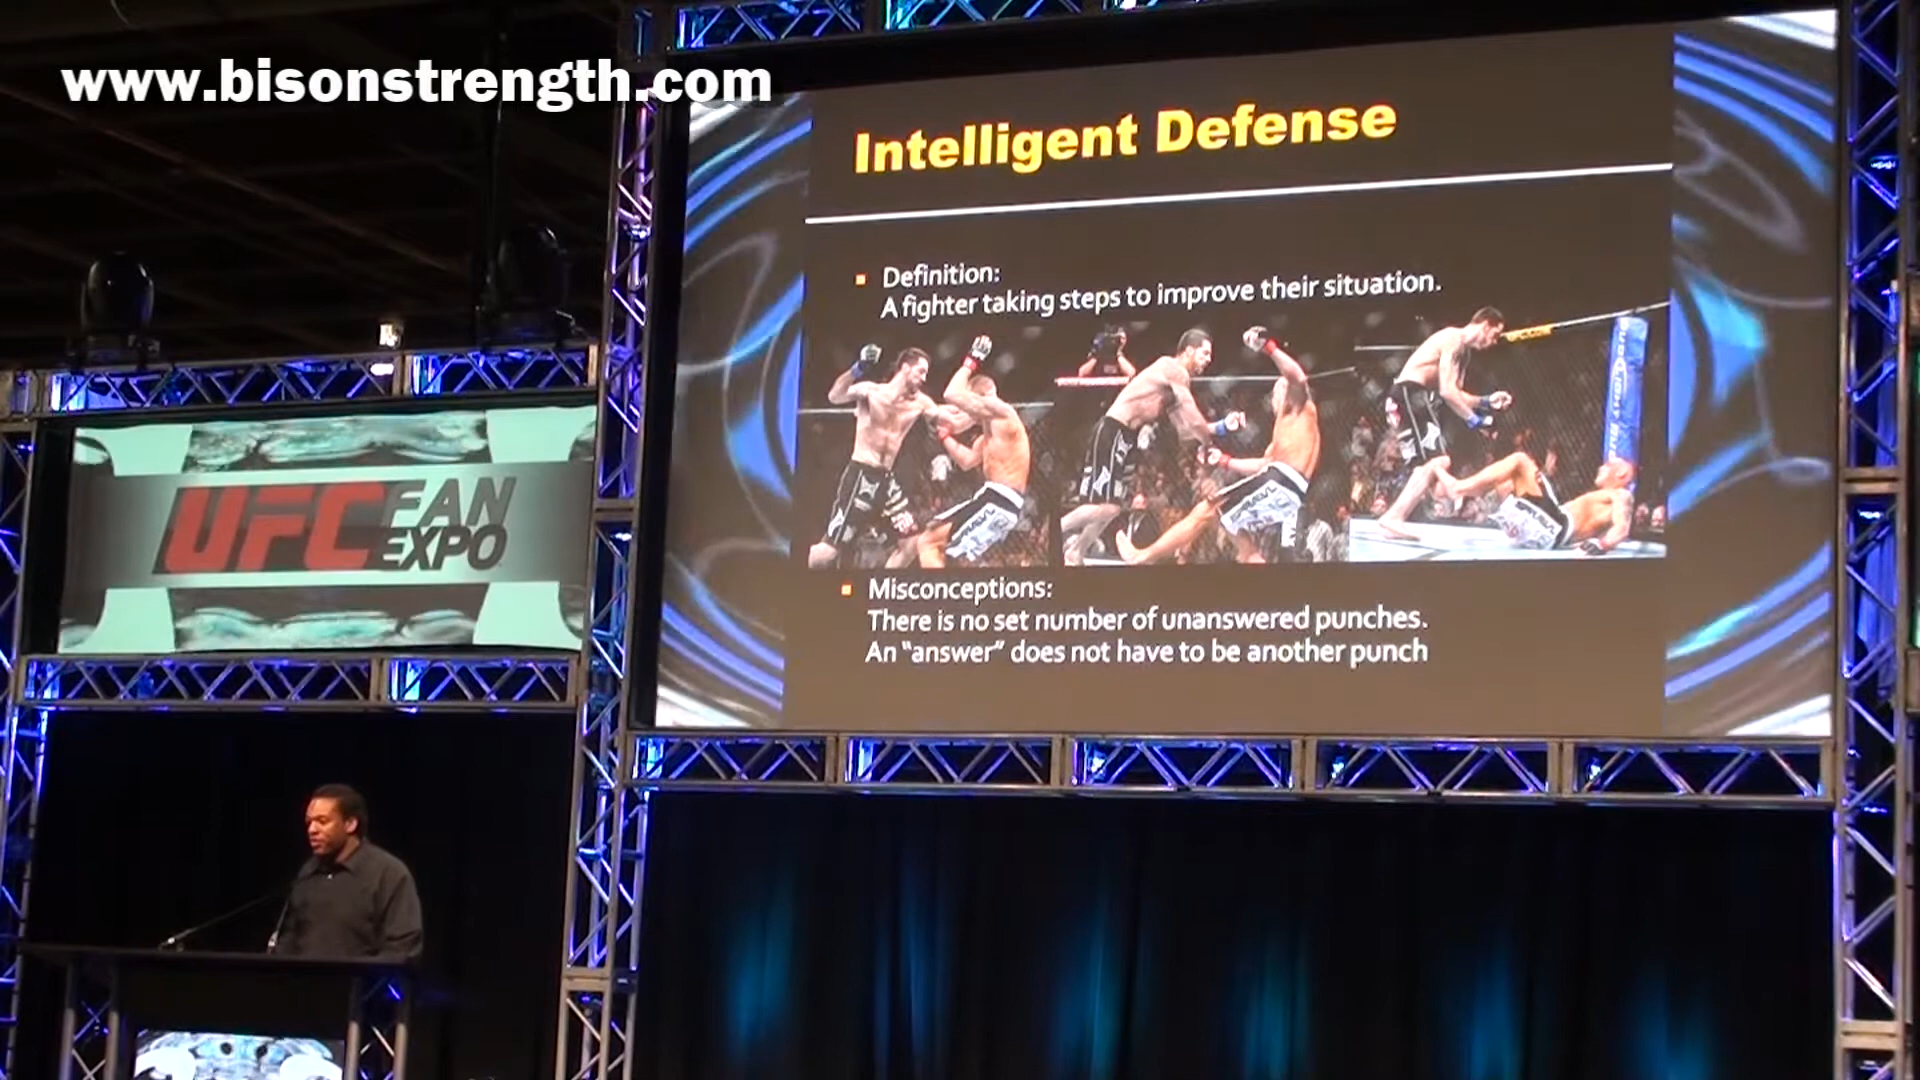 www.bisonstrength.com
Intelligent Defense
Definition:
A fighter taking steps to improve their situation.
UFC FAN
EXPO
Misconceptions:
There is no set number of unanswered punches.
An “answer” does not have to be another punch